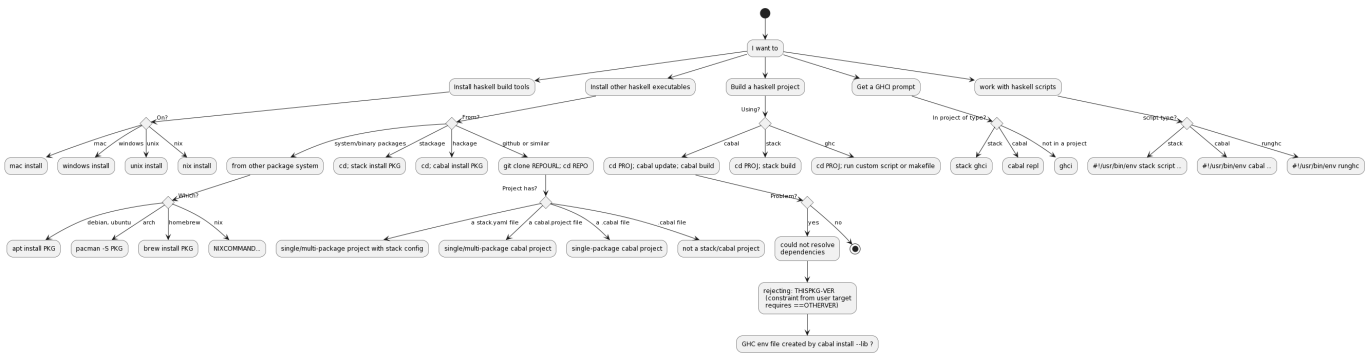 I want to
Install haskell build tools
Install other haskell executables
Build a haskell project
Get a GHCI prompt
work with haskell scripts
On?
From?
Using?
In project of type?
script type?
mac
windows
unix
nix
system/binary packages
stackage
hackage
github or similar
cabal
stack
ghc
stack
cabal
not in a project
stack
cabal
runghc
mac install
windows install
unix install
nix install
from other package system
cd; stack install PKG
cd; cabal install PKG
git clone REPOURL; cd REPO
cd PROJ; cabal update; cabal build
cd PROJ; stack build
cd PROJ; run custom script or makefile
stack ghci
cabal repl
ghci
#!/usr/bin/env stack script ...
#!/usr/bin/env cabal ...
#!/usr/bin/env runghc
Which?
Project has?
Problem?
debian, ubuntu
arch
homebrew
nix
a stack.yaml file
a cabal.project file
a .cabal file
cabal file
yes
no
apt install PKG
pacman -S PKG
brew install PKG
NIXCOMMAND...
single/multi-package project with stack config
single/multi-package cabal project
single-package cabal project
not a stack/cabal project
could not resolve
dependencies
rejecting: THISPKG-VER
(constraint from user target
requires ==OTHERVER)
GHC env file created by cabal install --lib ?